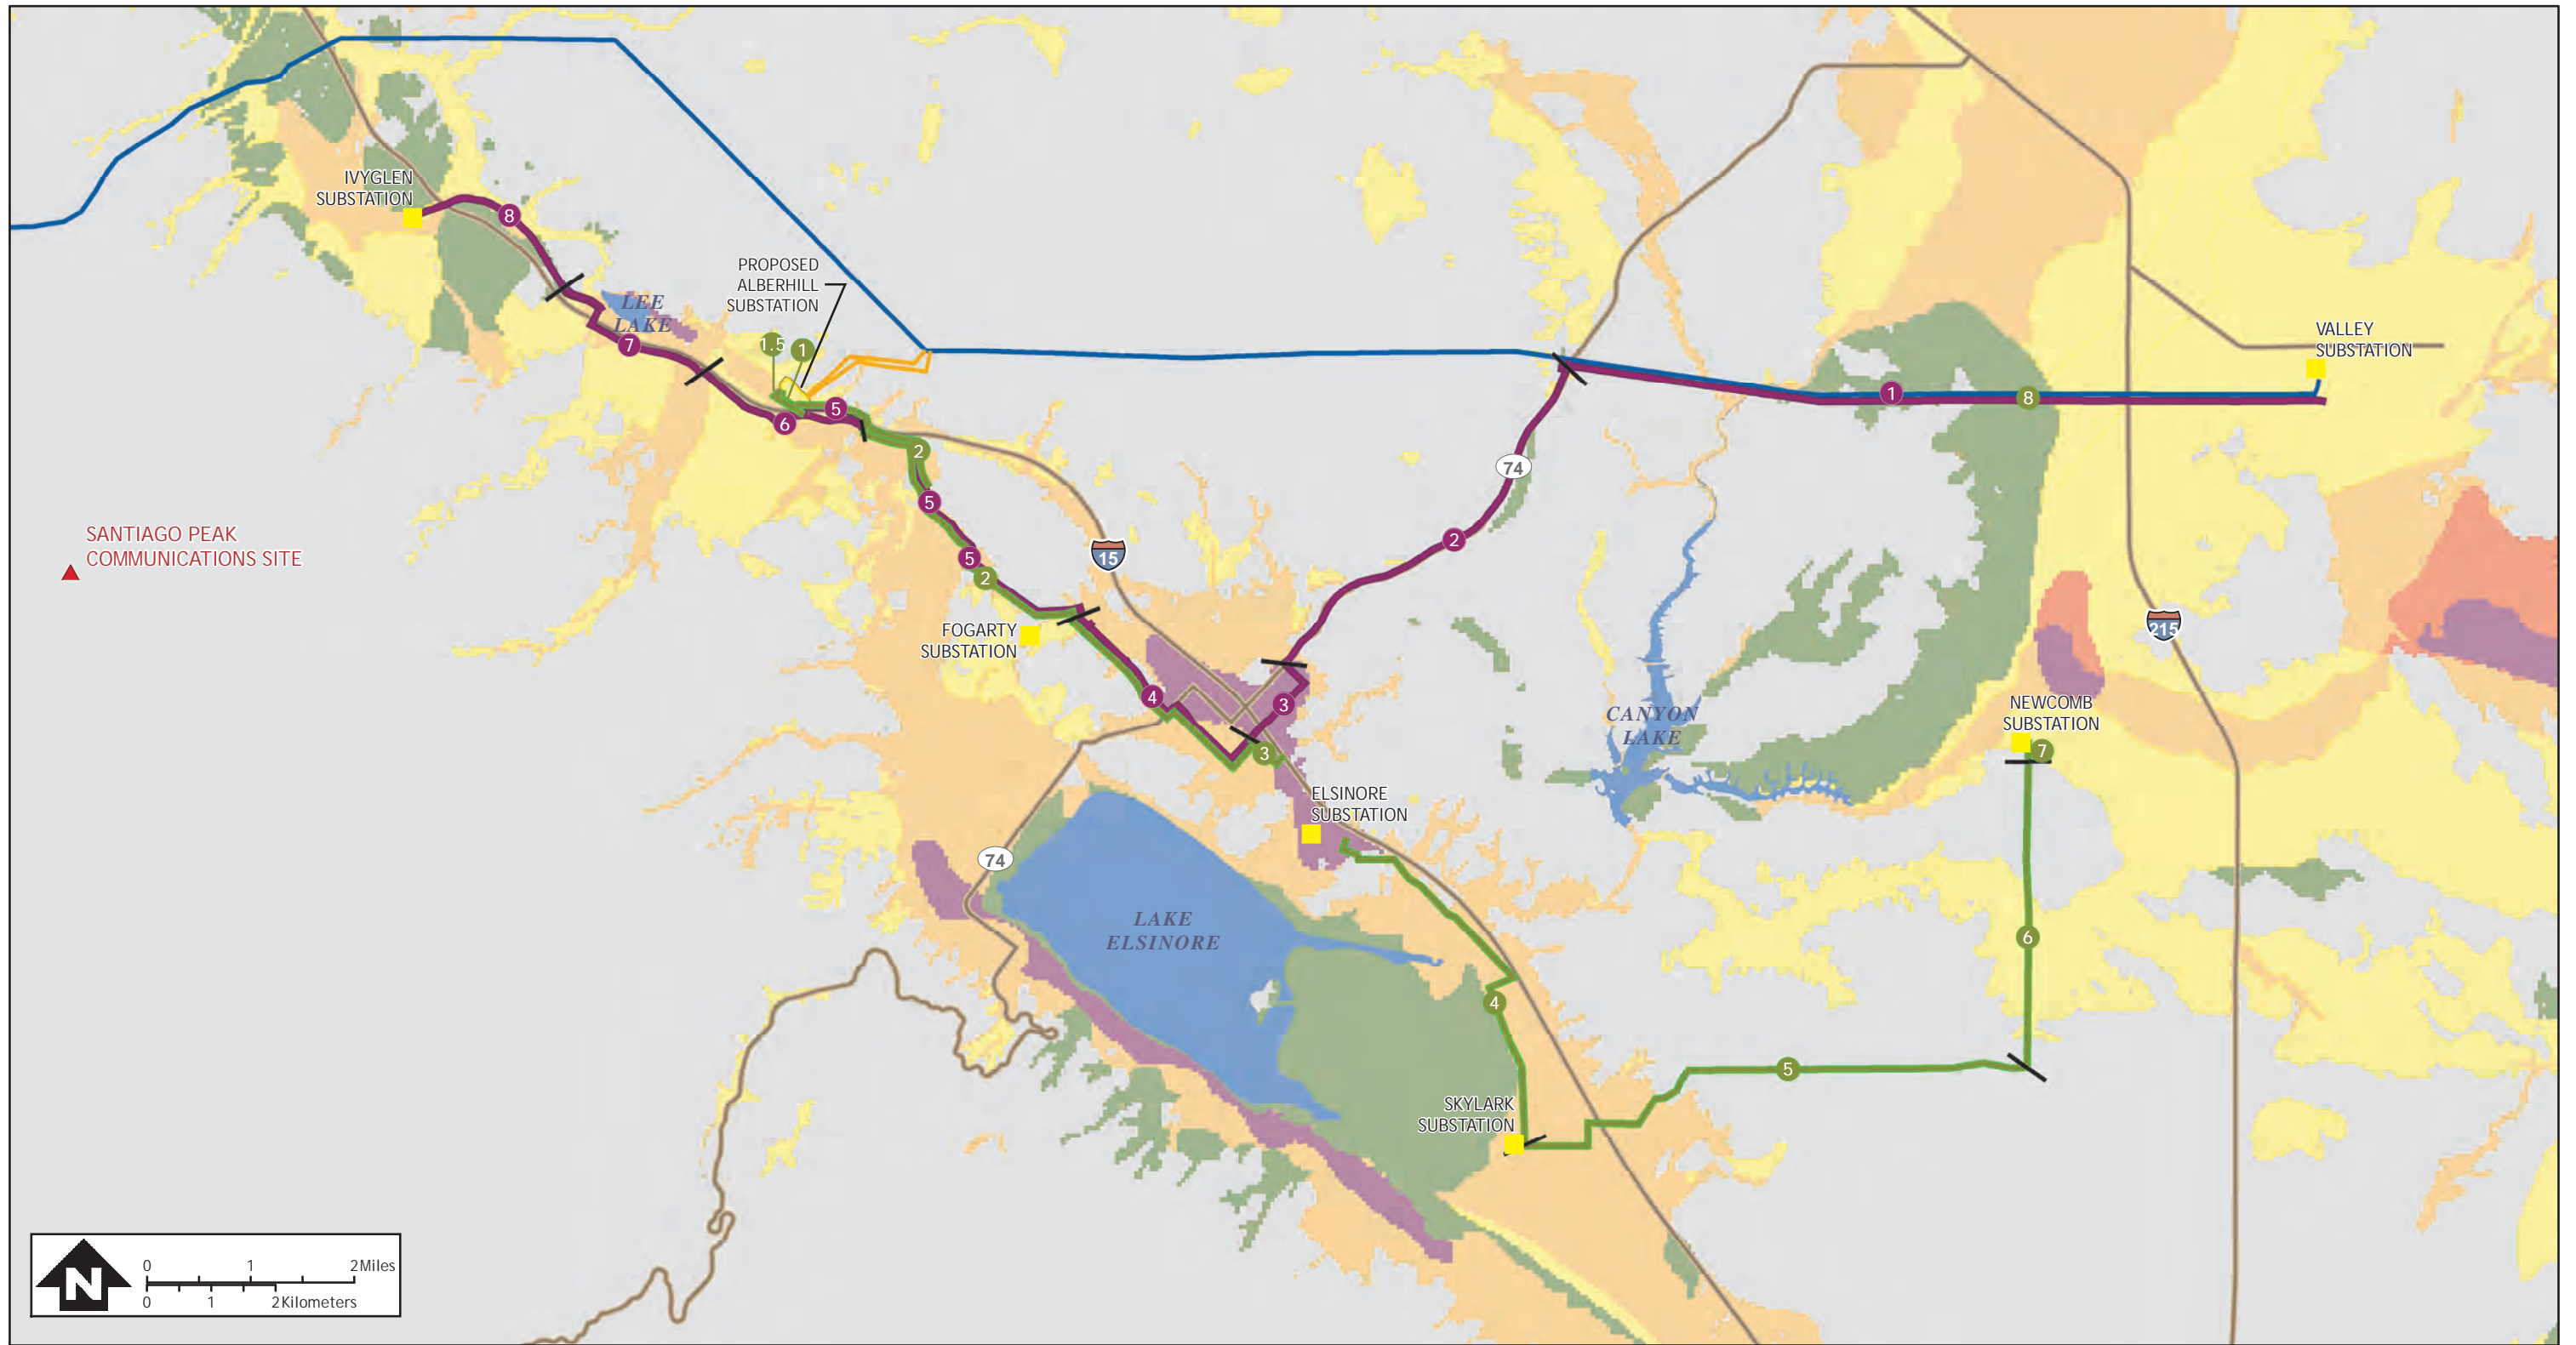 IVYGLEN
SUBSTATION
8
PROPOSED
ALBERHILL
SUBSTATION
LEE
LAKE
7
1.5
1
5
6
2
5
5
2
VALLEY
SUBSTATION
1
8
74
2
15
SANTIAGO PEAK
COMMUNICATIONS SITE
FOGARTY
SUBSTATION
4
3
3
215
CANYON
LAKE
NEWCOMB
SUBSTATION
7
ELSINORE
SUBSTATION
74
LAKE
ELSINORE
6
4
5
SKYLARK
SUBSTATION
N
0 1 2 Miles
0 1 2 Kilometers